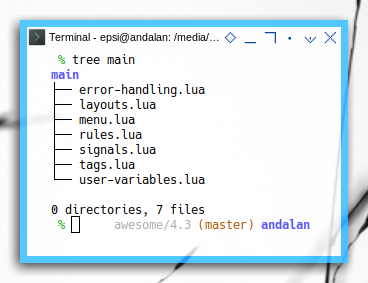 Terminal - epsi@andalan: /media/...
% tree main
main
├── error-handling.lua
├── layouts.lua
├── menu.lua
├── rules.lua
├── signals.lua
├── tags.lua
└── user-variables.lua
0 directories, 7 files
% awesome/4.3 (master) andalan